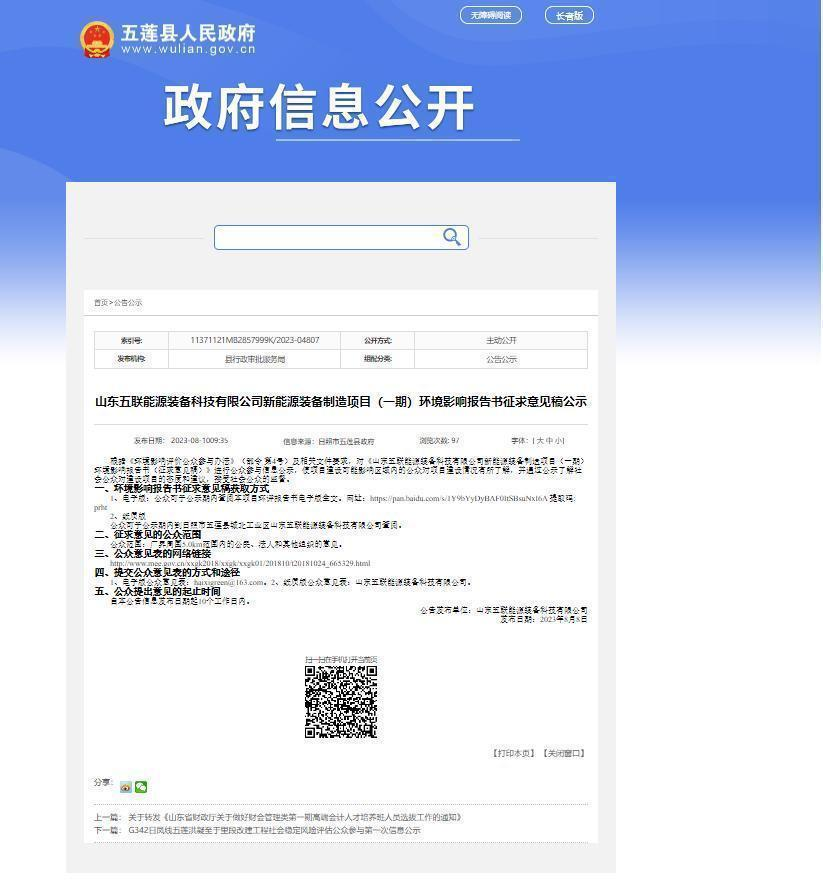 无障碍阅读 长者版
五莲县人民政府
www.wulian.gov.cn
政府信息公开
首页>公告公示
索引号: 11371121MB2857999K/2023-04807 公开方式: 主动公开
发布机构: 县行政审批服务局 组配分类: 公告公示
山东五联能源装备科技有限公司新能源装备制造项目（一期）环境影响报告书征求意见稿公示
发布日期： 2023-08-1009:35 信息来源：日照市五莲县政府 浏览次数: 97 字体：[ 大 中 小]
根据《环境影响评价公众参与办法》（部令 第4号）及相关文件要求，对《山东五联能源装备科技有限公司新能源装备制造项目（一期）
环境影响报告书（征求意见稿）》进行公众参与信息公示，使项目建设可能影响区域内的公众对项目建设情况有所了解，并通过公示了解社
会公众对建设项目的态度和建议，接受社会公众的监督。
一、环境影响报告书征求意见稿获取方式
1、电子版：公众可于公示期内查阅本项目环评报告书电子版全文。网址：https://pan.baidu.com/s/1Y9bYyDyBAF0ItSBsuNxI6A 提取码:
prht
2、纸质版
公众可于公示期内到日照市五莲县城北工业区山东五联能源装备科技有限公司查阅。
二、征求意见的公众范围
公众范围：厂界周围5.0km范围内的公民、法人和其他组织的意见。
三、公众意见表的网络链接
http://www.mee.gov.cn/xxgk2018/xxgk/xxgk01/201810/t20181024_665329.html
四、提交公众意见表的方式和途径
1、电子版公众意见表：haixigreen@163.com。2、纸质版公众意见表：山东五联能源装备科技有限公司。
五、公众提出意见的起止时间
自本公告信息发布日期起10个工作日内。
公告发布单位：山东五联能源装备科技有限公司
发布日期：2023年8月8日
扫一扫在手机打开当前页
【打印本页】 【关闭窗口】
分享：
上一篇： 关于转发《山东省财政厅关于做好财会管理类第一期高端会计人才培养班人员选拔工作的通知》
下一篇： G342日凤线五莲洪凝至于里段改建工程社会稳定风险评估公众参与第一次信息公示